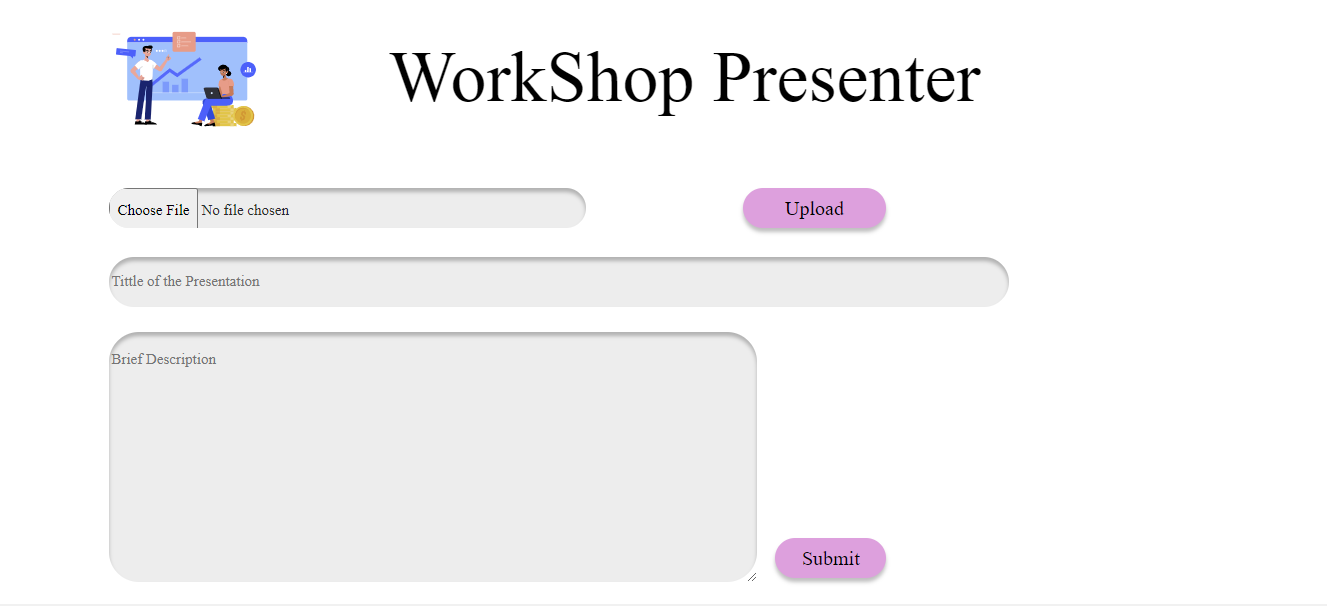 WorkShop Presenter
Choose File No file chosen
Upload
Tittle of the Presentation
Brief Description
Submit